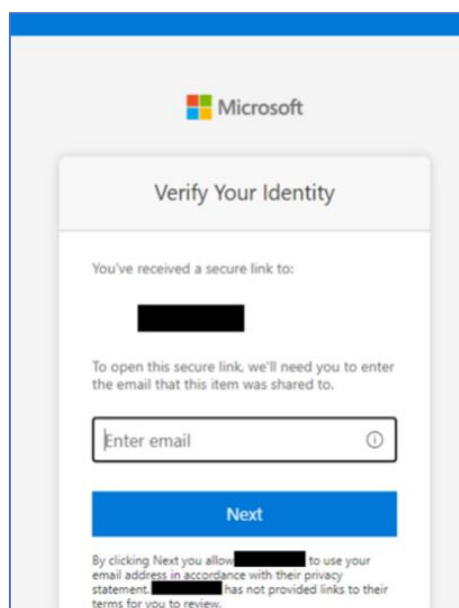 Microsoft
Verify Your Identity
You've received a secure link to:
To open this secure link, we'll need you to enter
the email that this item was shared to.
Enter email
Next
By clicking Next you allow to use your
email address in accordance with their privacy
statement. has not provided links to their
terms for you to review.